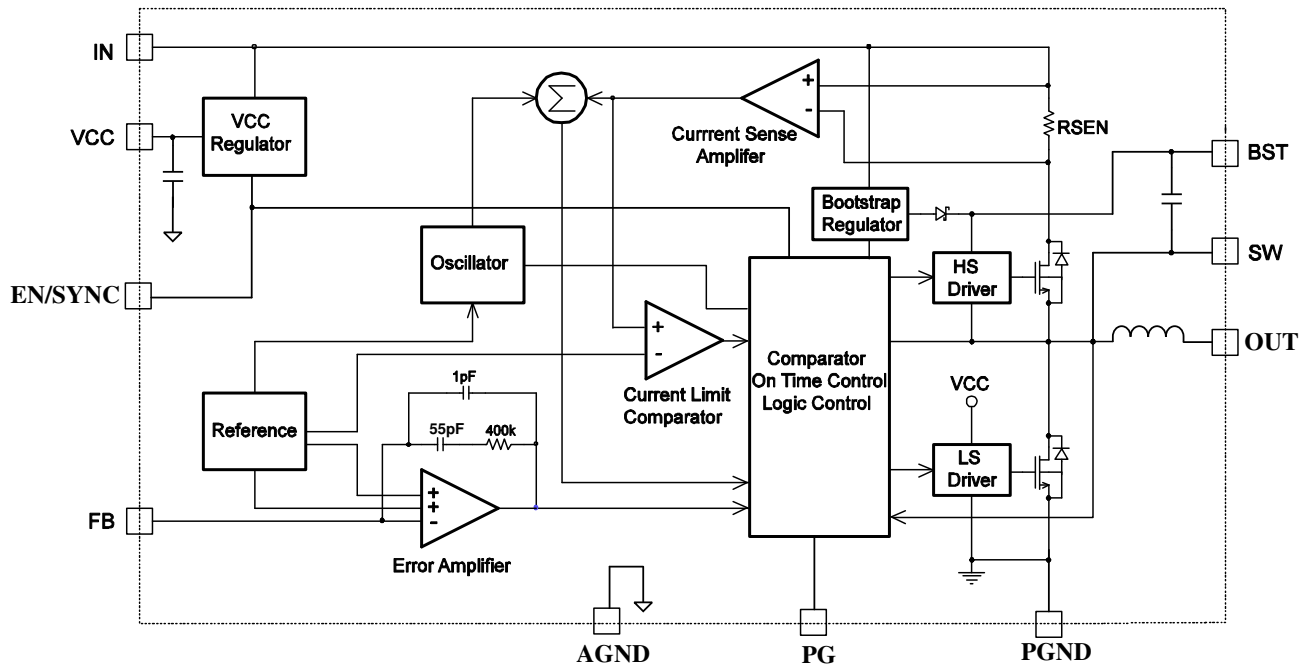 IN
VCC
EN/SYNC
FB
VCC
Regulator
Σ
+
-
Currrent Sense
Amplifer
RSEN
BST
SW
OUT
Bootstrap
Regulator
Oscillator
HS
Driver
+
-
Current Limit
Comparator
Comparator
On Time Control
Logic Control
VCC
LS
Driver
1pF
55pF
400k
Reference
+
+
-
Error Amplifier
AGND
PG
PGND